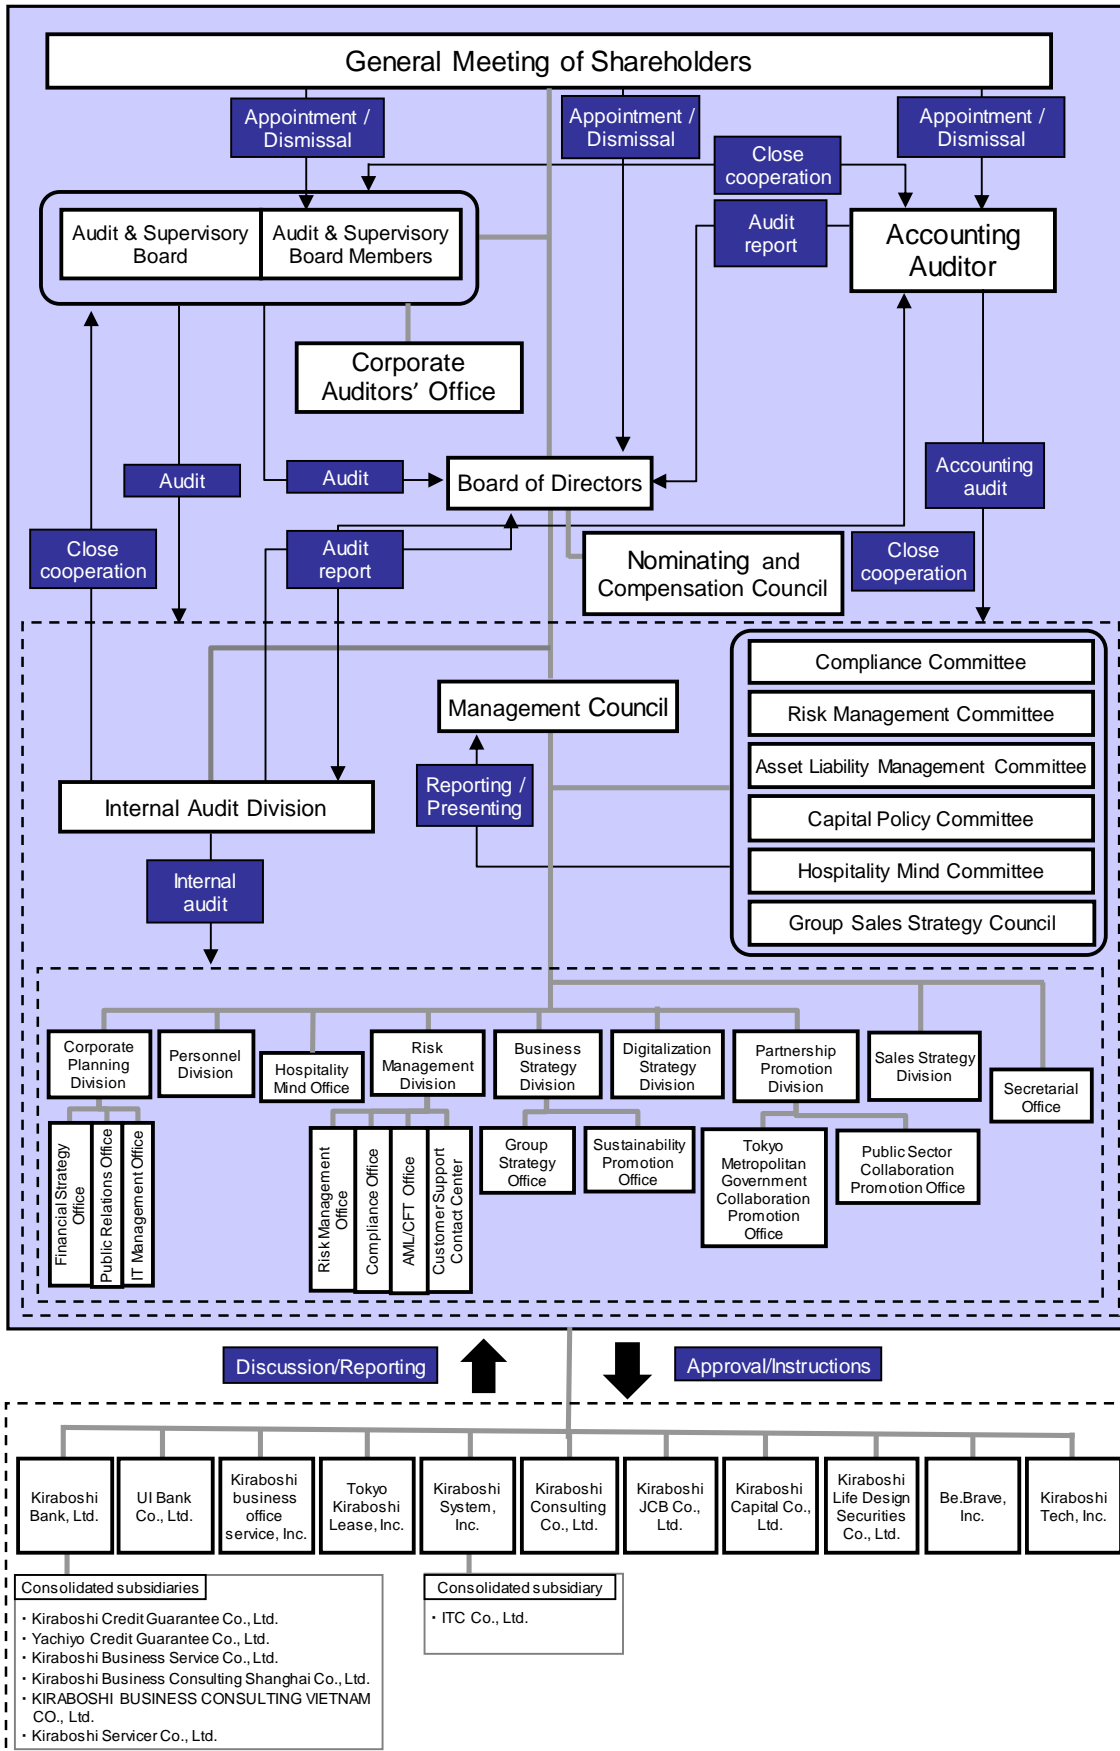 General Meeting of Shareholders
Appointment /
Dismissal
Appointment /
Dismissal
Appointment /
Dismissal
Close
cooperation
Audit & Supervisory
Board
Audit & Supervisory
Board Members
Audit
report
Accounting
Auditor
Corporate
Auditors' Office
Audit
Audit
Board of Directors
Accounting
audit
Close
cooperation
Audit
report
Nominating and
Compensation Council
Close
cooperation
Compliance Committee
Risk Management Committee
Asset Liability Management Committee
Capital Policy Committee
Hospitality Mind Committee
Group Sales Strategy Council
Management Council
Reporting /
Presenting
Internal Audit Division
Internal
audit
Corporate
Planning
Division
Personnel
Division
Hospitality
Mind Office
Risk
Management
Division
Business
Strategy
Division
Digitalization
Strategy
Division
Partnership
Promotion
Division
Sales Strategy
Division
Secretarial
Office
Financial Strategy
Office
Public Relations Office
IT Management Office
Risk Management
Office
Compliance Office
AML/CFT Office
Customer Support
Contact Center
Group
Strategy
Office
Sustainability
Promotion
Office
Tokyo
Metropolitan
Government
Collaboration
Promotion
Office
Public Sector
Collaboration
Promotion Office
Discussion/Reporting
Approval/Instructions
Kiraboshi
Bank, Ltd.
UI Bank
Co., Ltd.
Kiraboshi
business
office
service, Inc.
Tokyo
Kiraboshi
Lease, Inc.
Kiraboshi
System,
Inc.
Kiraboshi
Consulting
Co., Ltd.
Kiraboshi
JCB Co.,
Ltd.
Kiraboshi
Capital Co.,
Ltd.
Kiraboshi
Life Design
Securities
Co., Ltd.
Be.Brave,
Inc.
Kiraboshi
Tech, Inc.
Consolidated subsidiaries
・Kiraboshi Credit Guarantee Co., Ltd.
・Yachiyo Credit Guarantee Co., Ltd.
・Kiraboshi Business Service Co., Ltd.
・Kiraboshi Business Consulting Shanghai Co., Ltd.
・KIRABOSHI BUSINESS CONSULTING VIETNAM
CO., Ltd.
・Kiraboshi Servicer Co., Ltd.
Consolidated subsidiary
・ITC Co., Ltd.